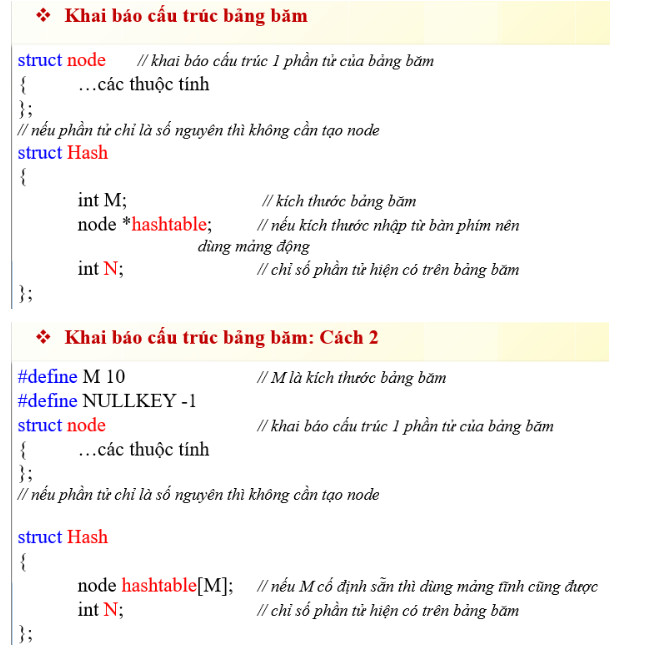 ❖ Khai báo cấu trúc bảng băm
struct node // khai báo cấu trúc 1 phần tử của bảng băm
{ …các thuộc tính
};
// nếu phần tử chỉ là số nguyên thì không cần tạo node
struct Hash
{
int M; // kích thước bảng băm
node *hashtable; // nếu kích thước nhập từ bàn phím nên
dùng mảng động
int N; // chỉ số phần tử hiện có trên bảng băm
};
❖ Khai báo cấu trúc bảng băm: Cách 2
#define M 10 // M là kích thước bảng băm
#define NULLKEY -1
struct node // khai báo cấu trúc 1 phần tử của bảng băm
{ …các thuộc tính
};
// nếu phần tử chỉ là số nguyên thì không cần tạo node
struct Hash
{
node hashtable[M]; // nếu M cố định sẵn thì dùng mảng tĩnh cũng được
int N; // chỉ số phần tử hiện có trên bảng băm
};